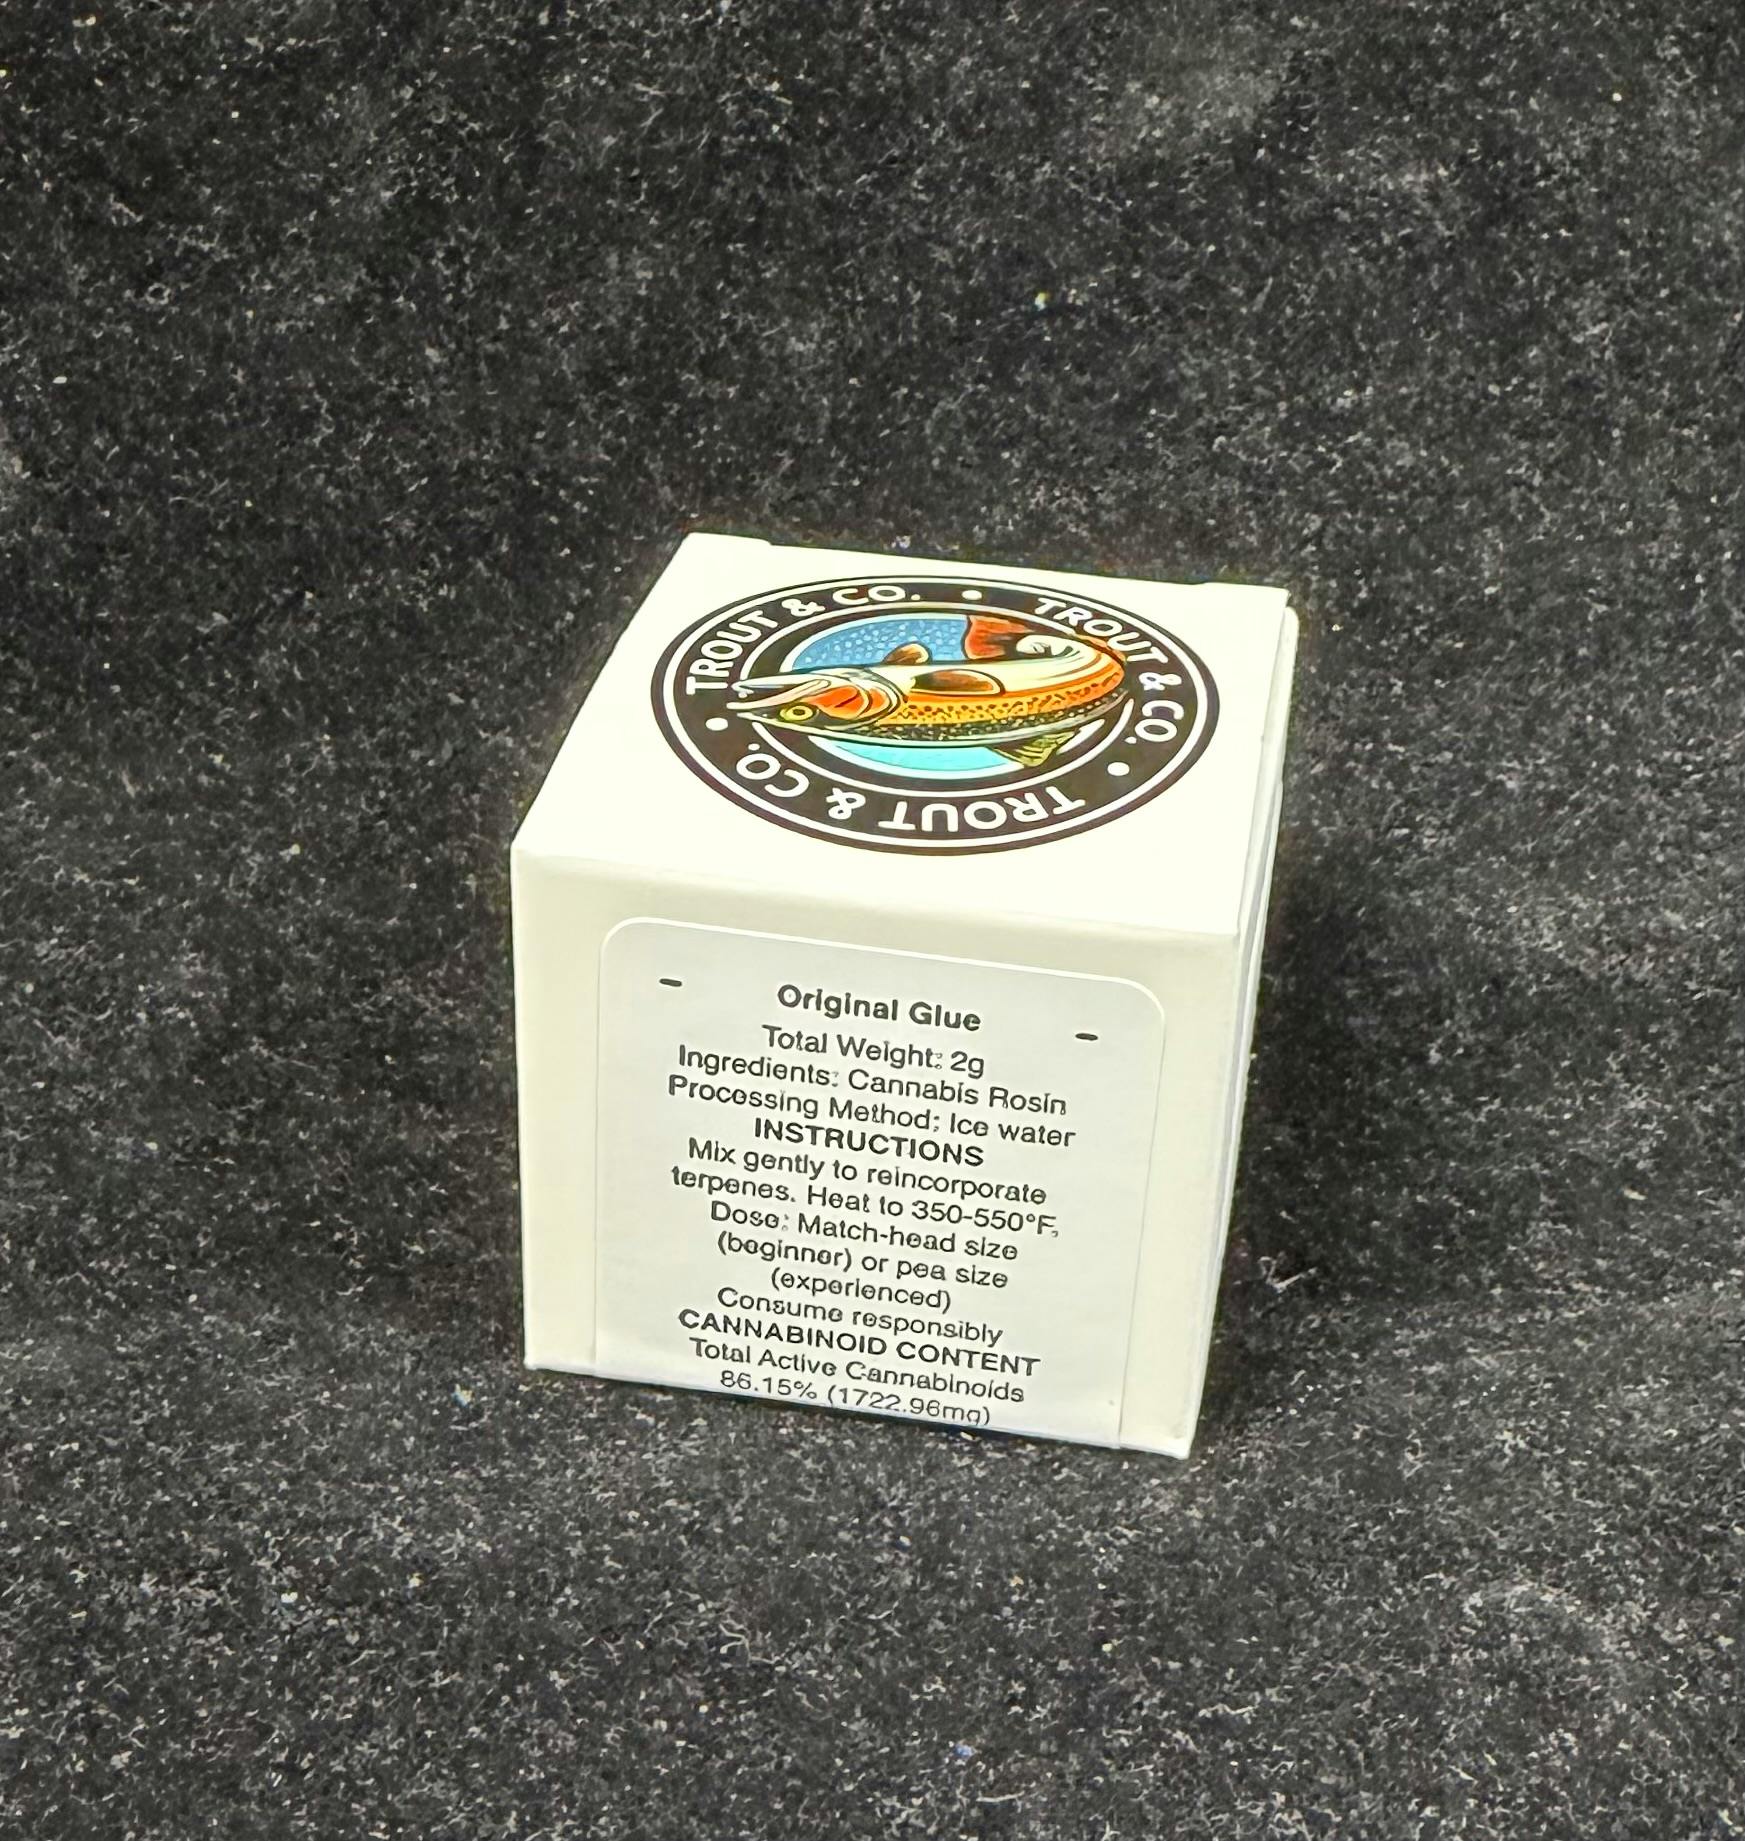 TROUT & CO. • TROUT & CO. • TROUT & CO. •
Original Glue
Total Weight: 2g
Ingredients: Cannabis Rosin
Processing Method; Ice water
INSTRUCTIONS
Mix gently to reincorporate
terpenes. Heat to 350-550°F,
Dose: Match-head size
(beginner) or pea size
(experienced)
Consume responsibly
CANNABINOID CONTENT
Total Active Cannabinoids
86.15% (1722.96mg)